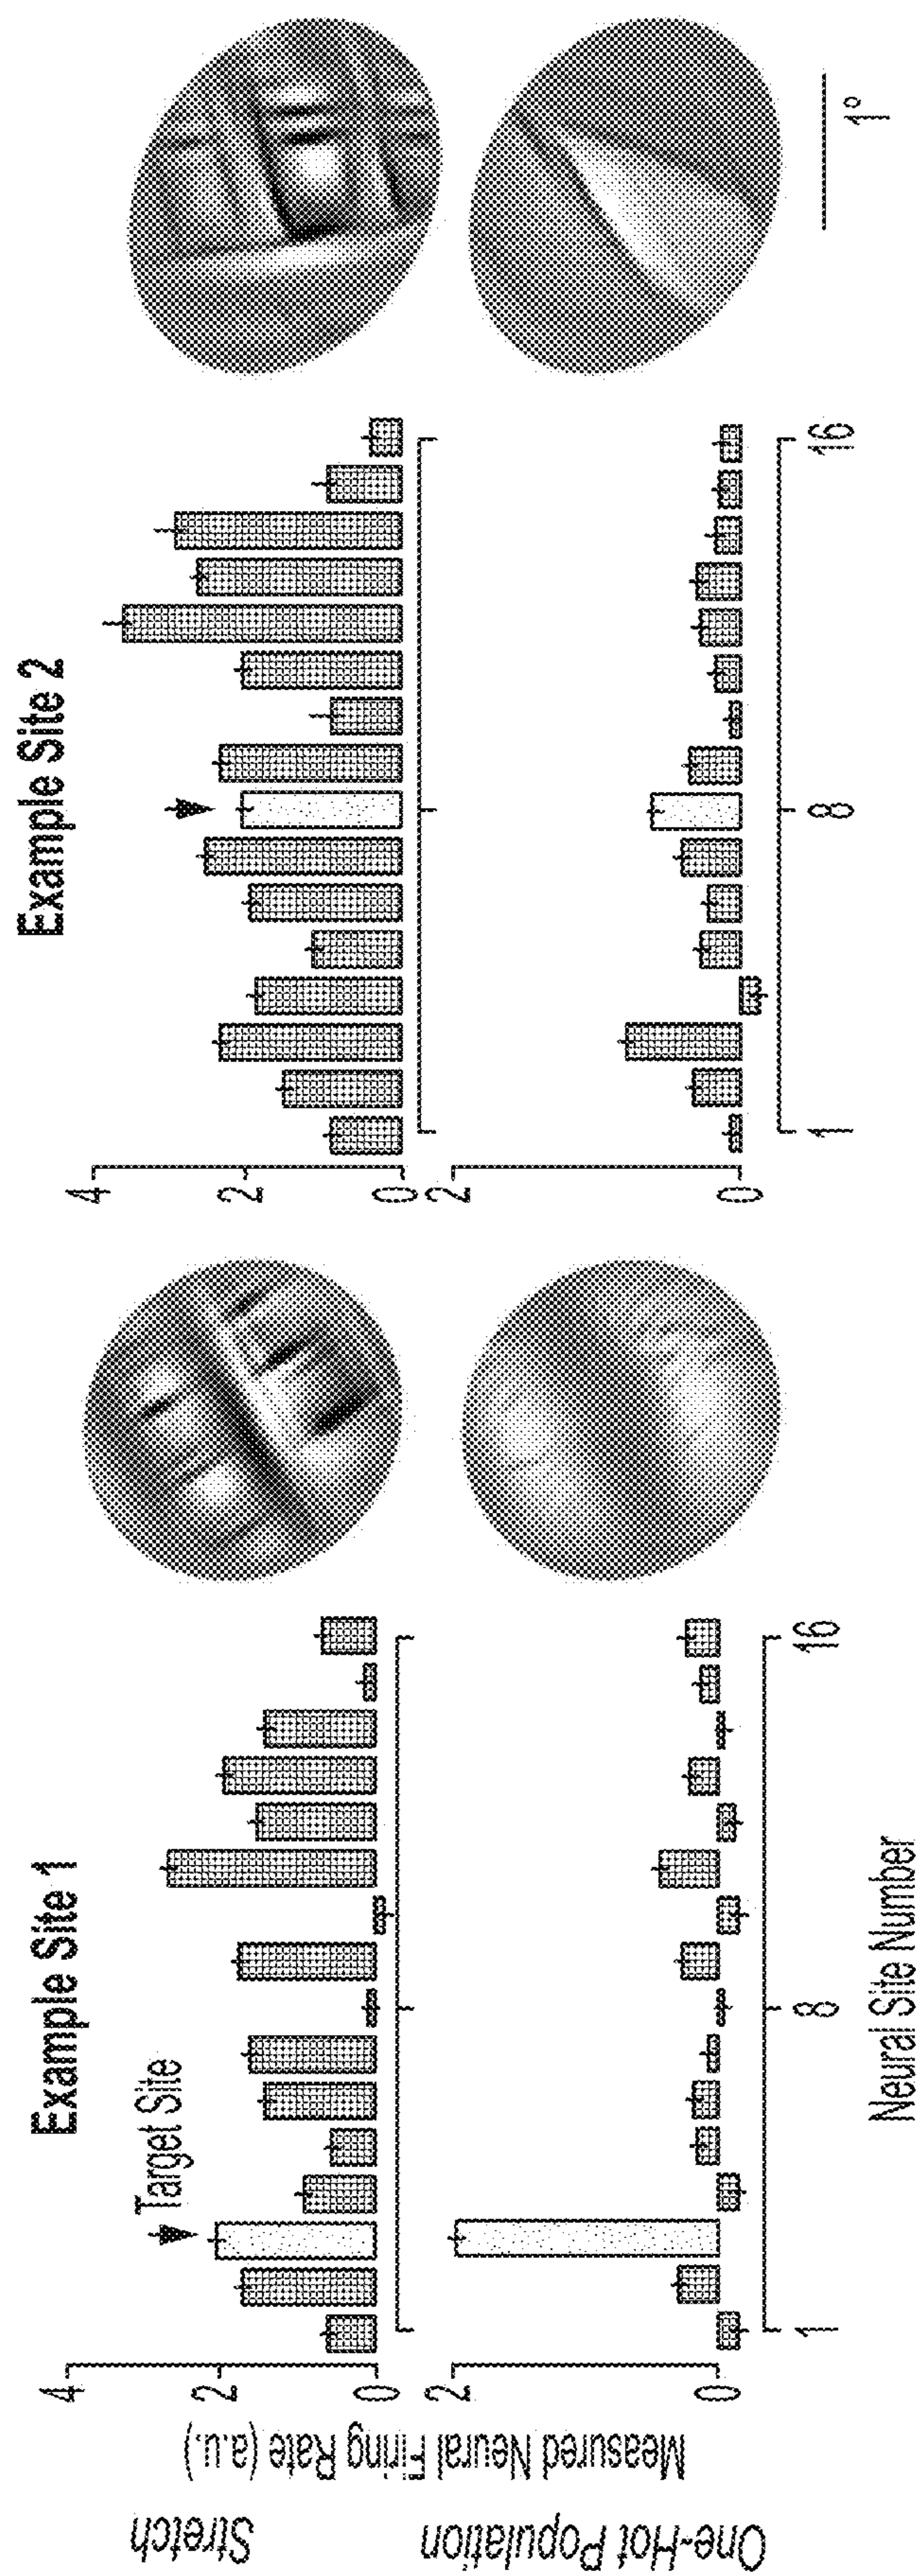 Example Site 1
Example Site 2
Stretch
One-Hot Population
Measured Neural Firing Rate (a.u.)
4
2
0
Target Site
4
2
0
2
0
1
8
16
2
0
1
8
16
Neural Site Number
1°